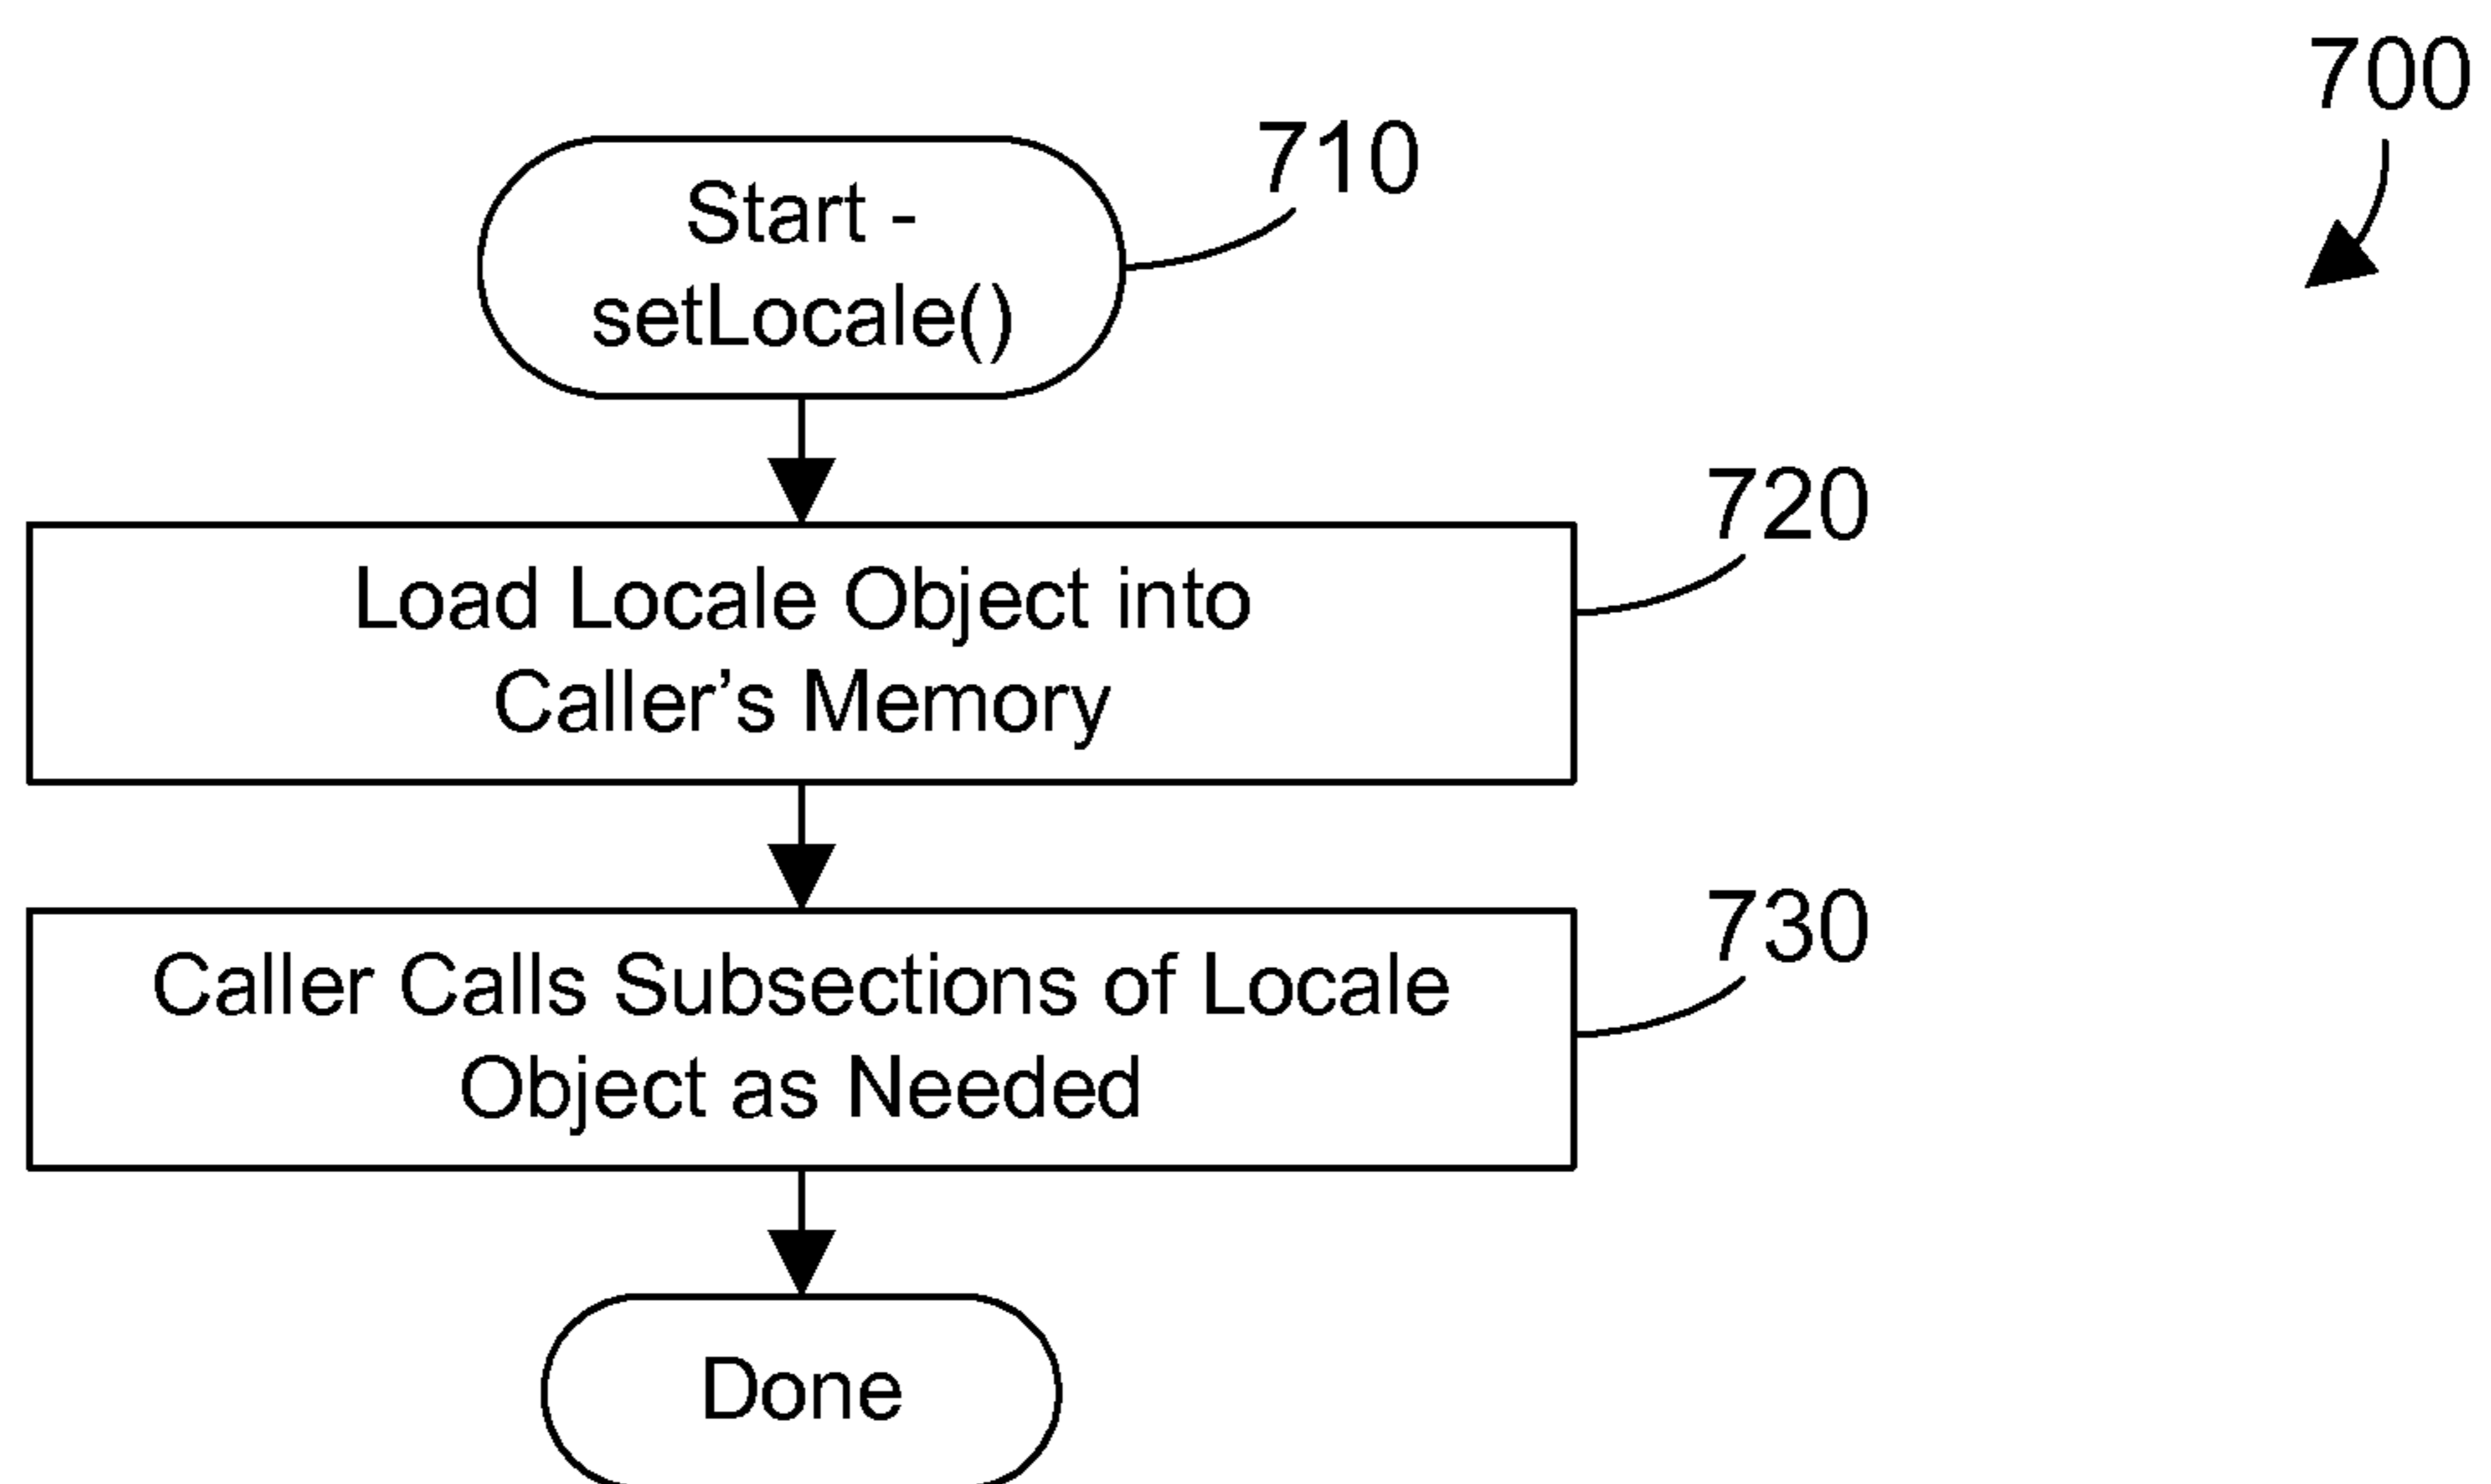 700
710
Start -
setLocale()
720
Load Locale Object into
Caller’s Memory
730
Caller Calls Subsections of Locale
Object as Needed
Done